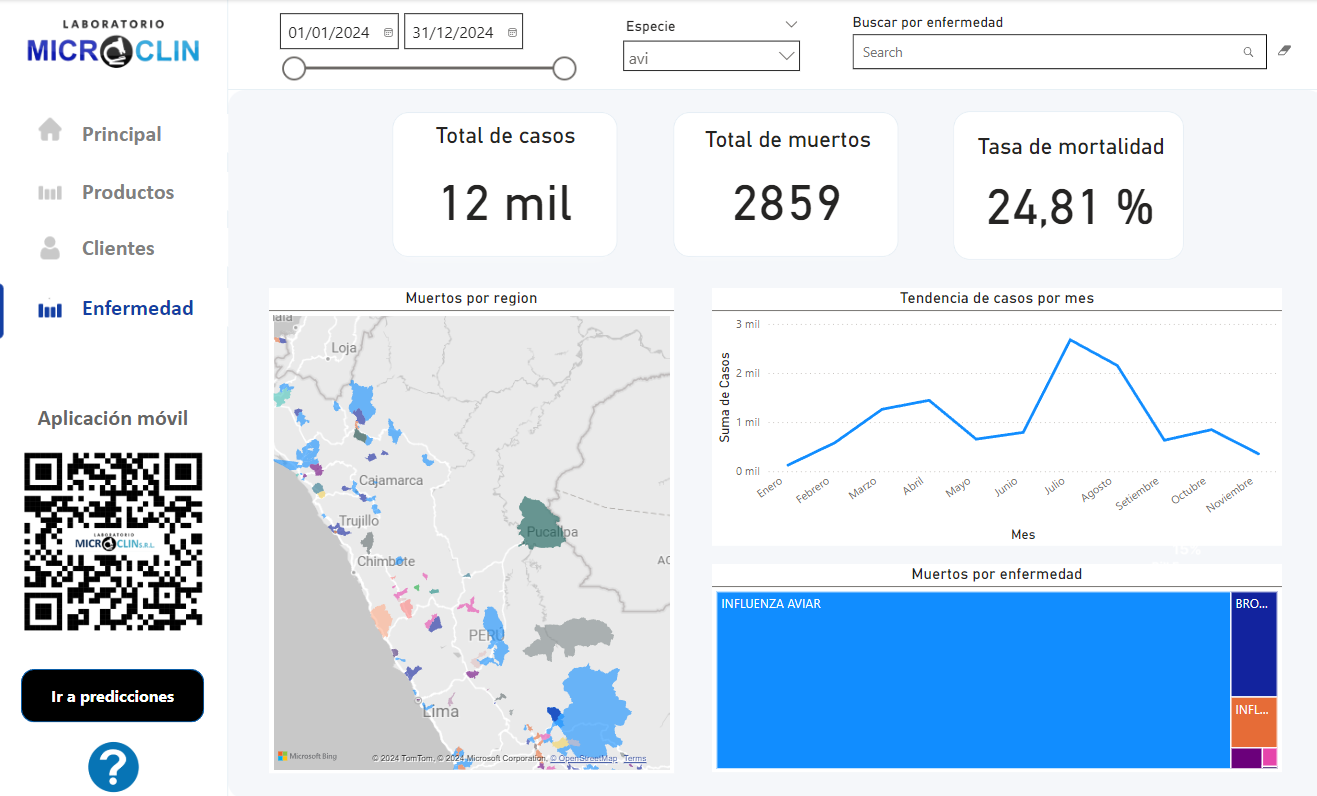 LABORATORIO
MICROCLIN
01/01/2024
31/12/2024
Especie
avi
Buscar por enfermedad
Search
Principal
Productos
Clientes
Enfermedad
Aplicación móvil
LABORATORIO
MICROCLIN S.R.L.
Ir a predicciones
?
Total de casos
12 mil
Total de muertos
2859
Tasa de mortalidad
24,81 %
Muertos por region
Loja
Cajamarca
Trujillo
Pucallpa
Chimbote
AC
PERÚ
Lima
Microsoft Bing
© 2024 TomTom, © 2024 Microsoft Corporation, © OpenStreetMap Terms
Tendencia de casos por mes
Suma de Casos
3 mil
2 mil
1 mil
0 mil
Enero
Febrero
Marzo
Abril
Mayo
Junio
Julio
Agosto
Setiembre
Octubre
Noviembre
Mes
Muertos por enfermedad
INFLUENZA AVIAR
BRO...
INFL...